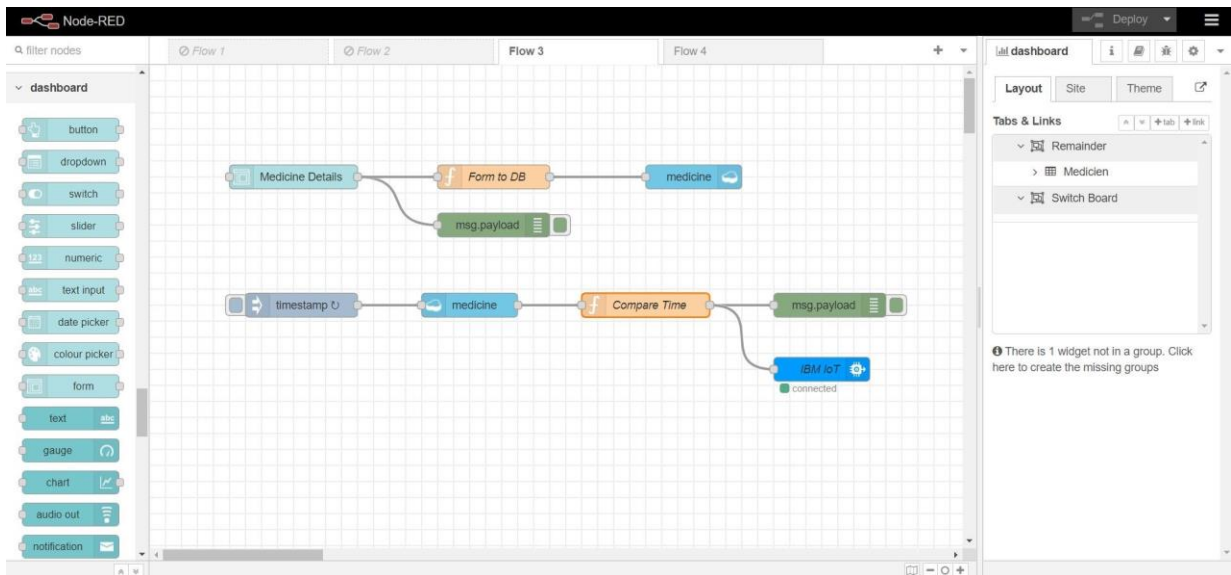 Node-RED
Deploy
filter nodes
Flow 1
Flow 2
Flow 3
Flow 4
dashboard
i
dashboard
button
dropdown
switch
slider
123 numeric
abc text input
date picker
colour picker
form
text abc
gauge
chart
audio out
notification
Medicine Details
f Form to DB
medicine
msg.payload
timestamp ↻
medicine
f Compare Time
msg.payload
IBM IoT
connected
Layout
Site
Theme
Tabs & Links
+tab
+link
Remainder
Medicien
Switch Board
There is 1 widget not in a group. Click
here to create the missing groups